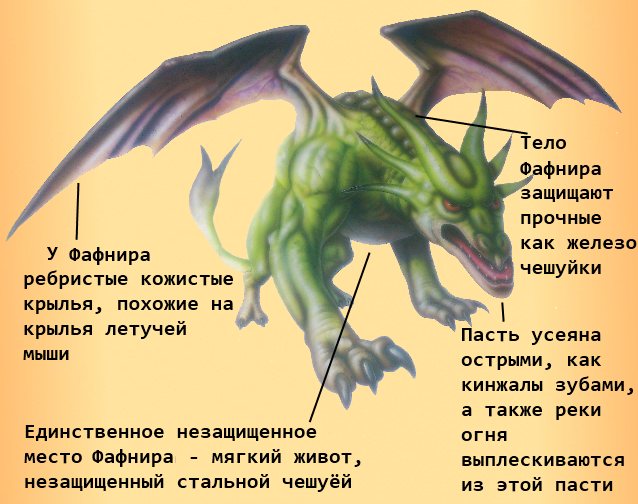 Тело
Фафнира
защищают
прочные
как железо
чешуйки
У Фафнира
ребристые кожистые
крылья, похожие на
крылья летучей
мыши
Пасть усеяна
острыми, как
кинжалы зубами,
а также реки
огня
выплескиваются
из этой пасти
Единственное незащищенное
место Фафнира - мягкий живот,
незащищенный стальной чешуёй